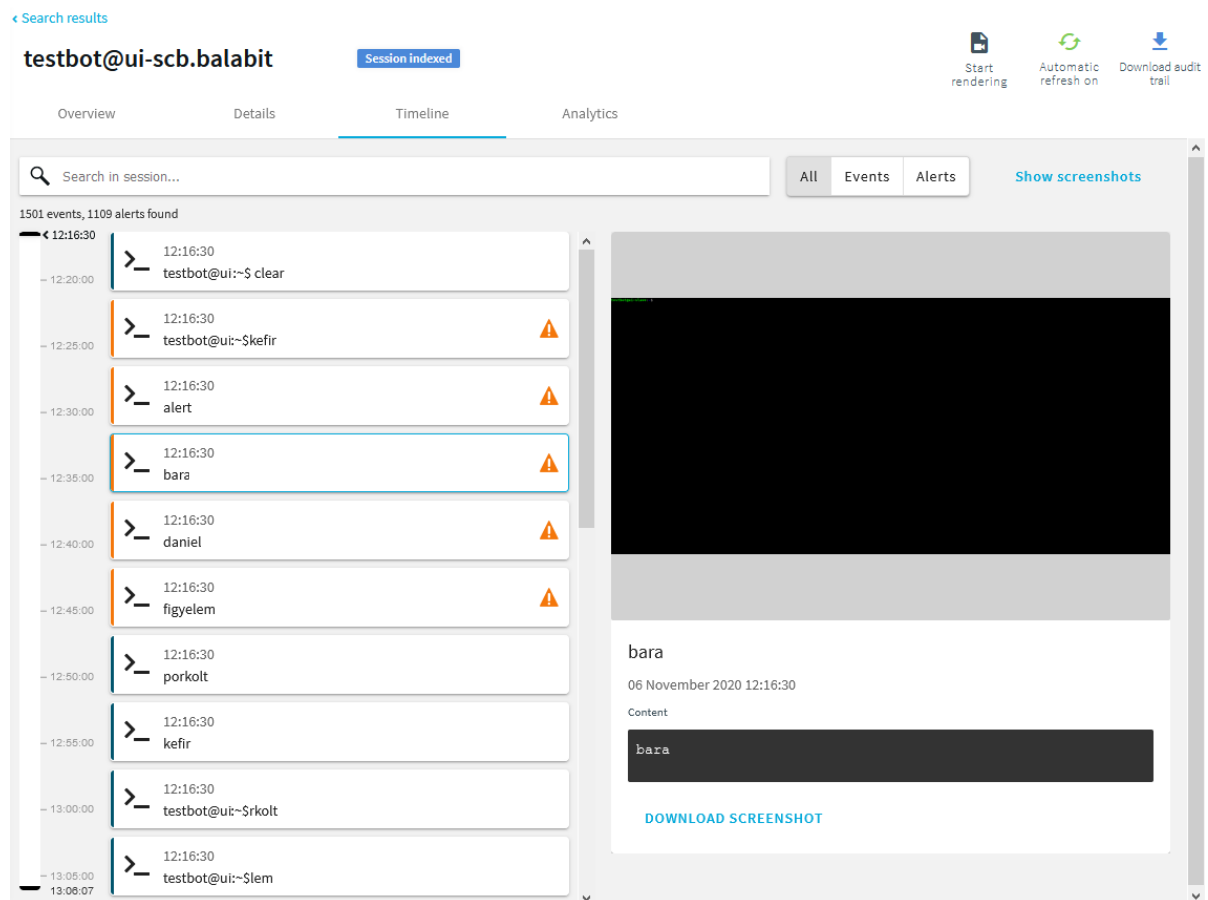 ‹ Search results
testbot@ui-scb.balabit
Session indexed
Start
rendering
Automatic
refresh on
Download audit
trail
Overview
Details
Timeline
Analytics
Search in session...
All
Events
Alerts
Show screenshots
1501 events, 1109 alerts found
12:16:30
12:20:00
12:25:00
12:30:00
12:35:00
12:40:00
12:45:00
12:50:00
12:55:00
13:00:00
13:05:00
13:06:07
12:16:30
testbot@ui:~$ clear
12:16:30
testbot@ui:~$kefir
12:16:30
alert
12:16:30
bara
12:16:30
daniel
12:16:30
figyelem
12:16:30
porkolt
12:16:30
kefir
12:16:30
testbot@ui:~$rkolt
12:16:30
testbot@ui:~$lem
bara
06 November 2020 12:16:30
Content
bara
DOWNLOAD SCREENSHOT